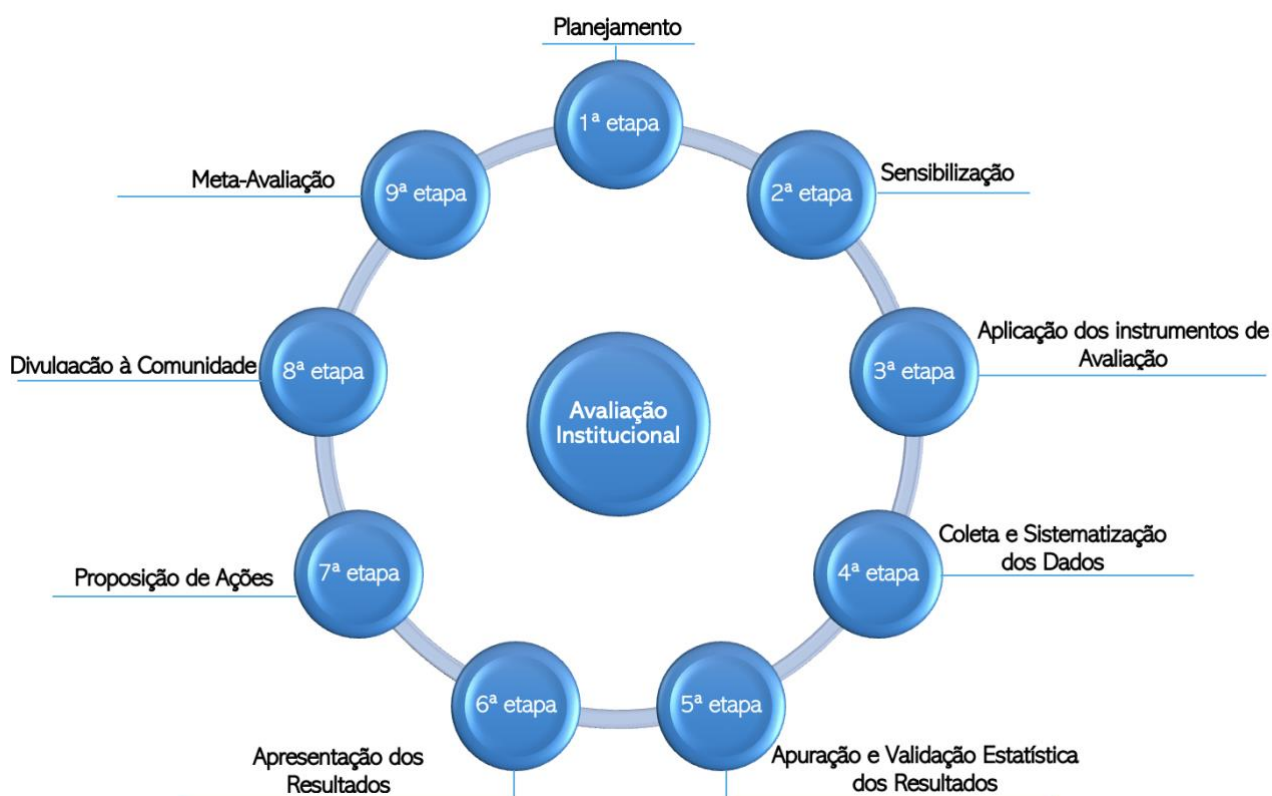 Planejamento
1ª etapa
Sensibilização
2ª etapa
Aplicação dos instrumentos de
Avaliação
3ª etapa
Coleta e Sistematização
dos Dados
4ª etapa
Apuração e Validação Estatística
dos Resultados
5ª etapa
Apresentação dos
Resultados
6ª etapa
Proposição de Ações
7ª etapa
Divulgação à Comunidade
8ª etapa
Meta-Avaliação
9ª etapa
Avaliação
Institucional